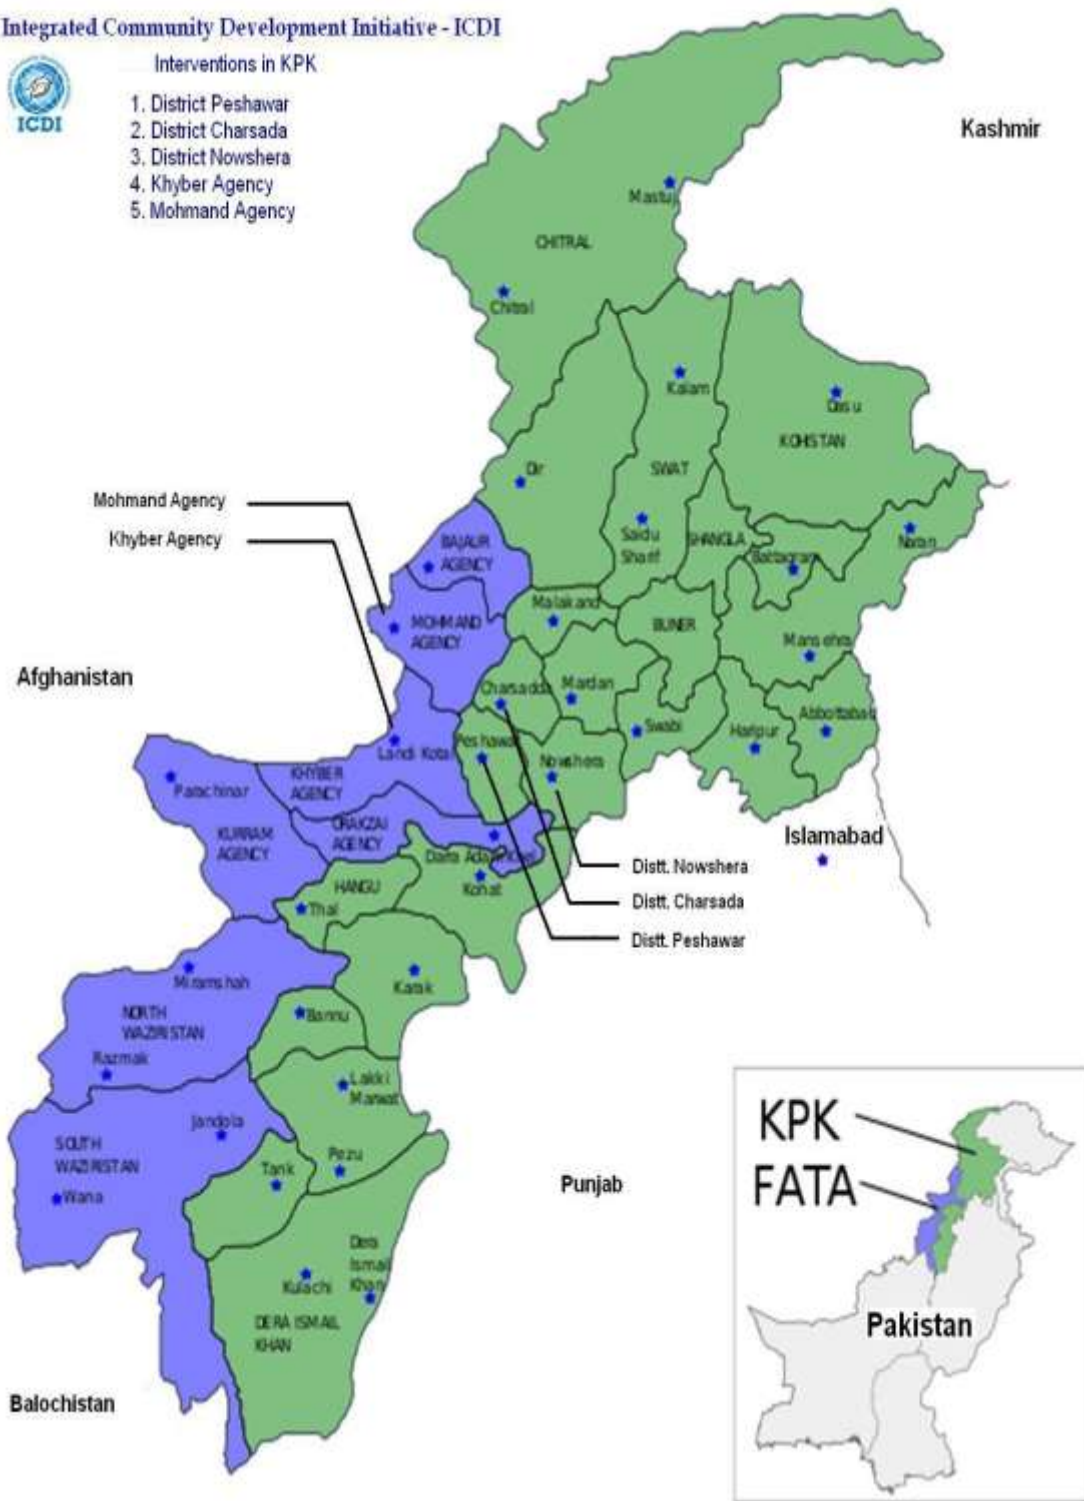 Integrated Community Development Initiative - ICDI
Interventions in KPK
ICDI
1. District Peshawar
2. District Charsada
3. District Nowshera
4. Khyber Agency
5. Mohmand Agency
Kashmir
Mastuj
CHITRAL
Chitral
Kalam
Dasu
KOHISTAN
Dir
SWAT
Mohmand Agency
Khyber Agency
Saidu
Sharif
SHANGLA
Battagram
Naran
BAJAUR
AGENCY
Malakand
BUNER
MOHMAND
AGENCY
Mansehra
Afghanistan
Charsadda
Mardan
Abbottabad
Swabi
Haripur
Peshawar
Landi Kotal
Nowshera
Parachinar
KHYBER
AGENCY
KURRAM
AGENCY
ORAKZAI
AGENCY
Islamabad
Darra Adam Khel
Kohat
HANGU
Thal
Distt. Nowshera
Distt. Charsada
Distt. Peshawar
Miramshah
Karak
NORTH
WAZIRISTAN
Bannu
Razmak
Lakki
Marwat
Jandola
SOUTH
WAZIRISTAN
Tank
Pezu
Wana
Punjab
Dera
Ismail
Khan
Kulachi
DERA ISMAIL
KHAN
Balochistan
KPK
FATA
Pakistan